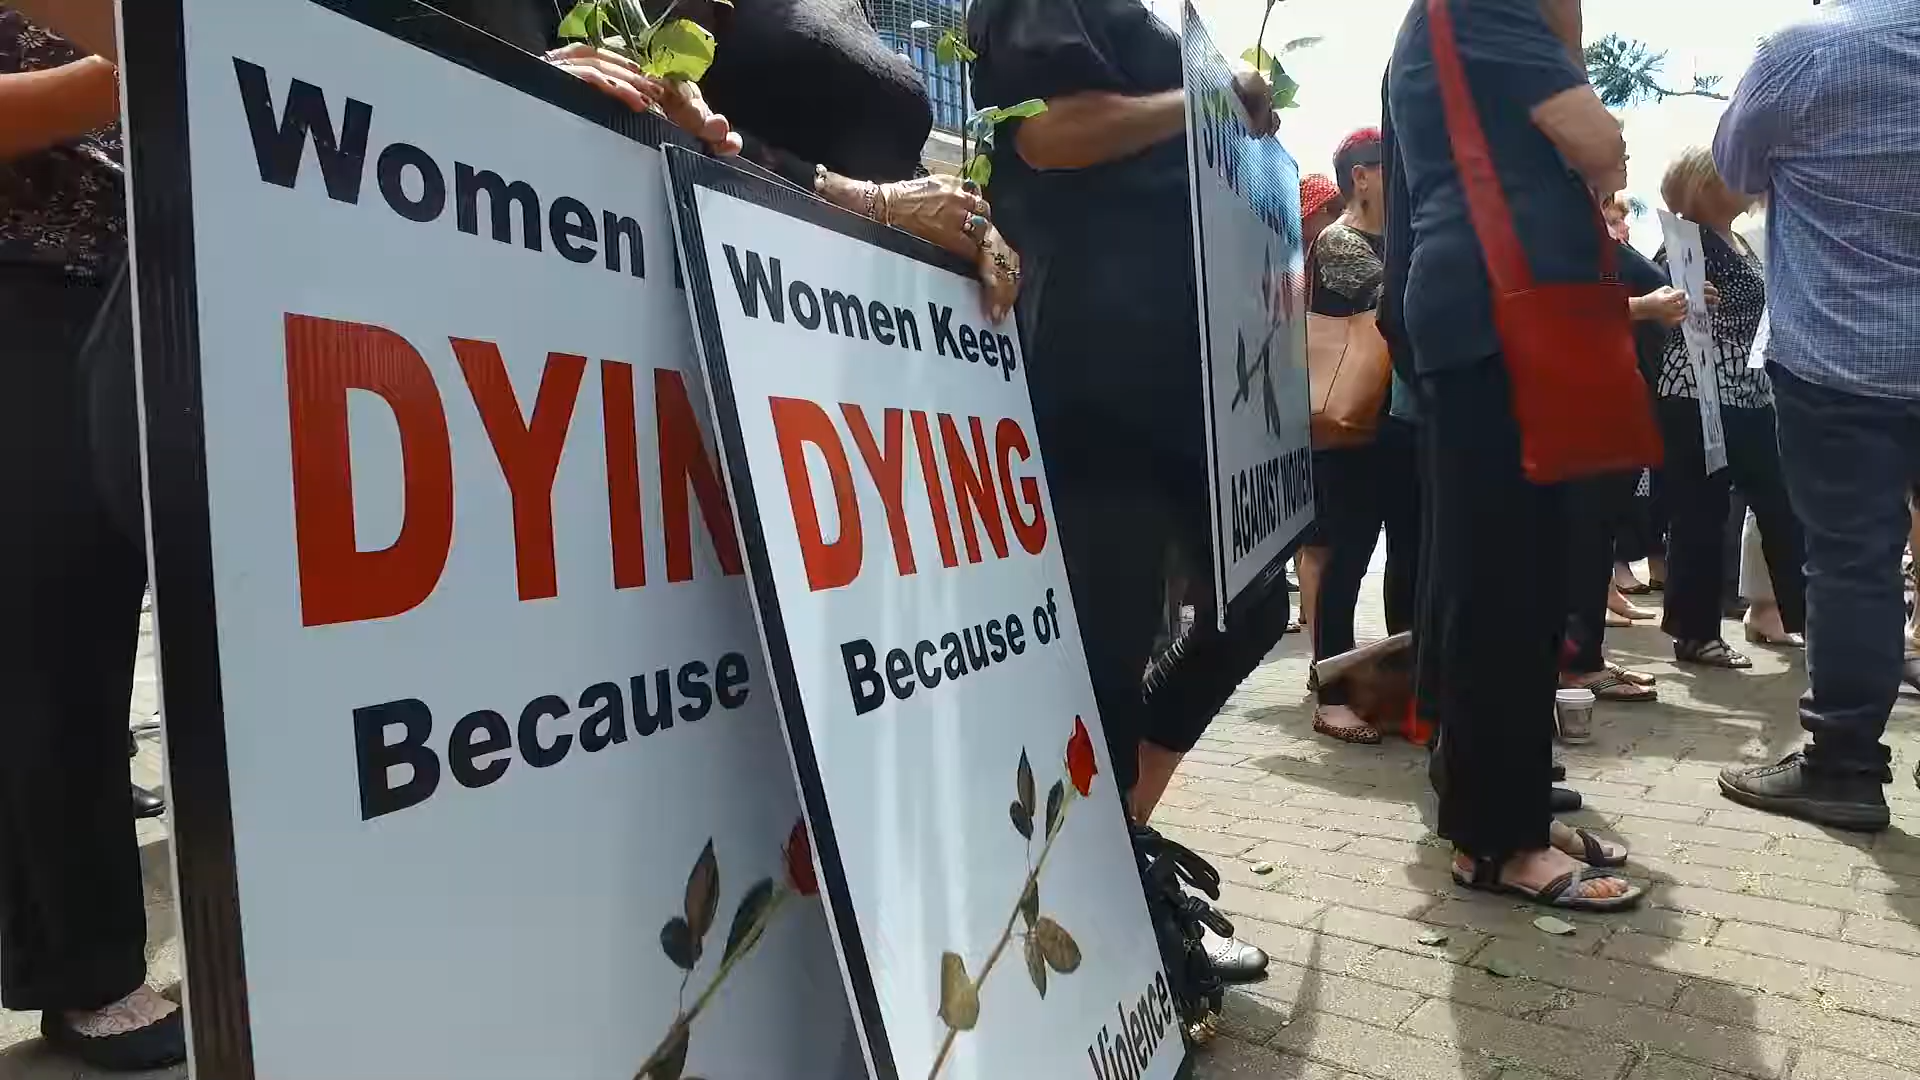 Women
DYIN
Because
Women Keep
DYING
Because of
Violence
AGAINST WOMEN